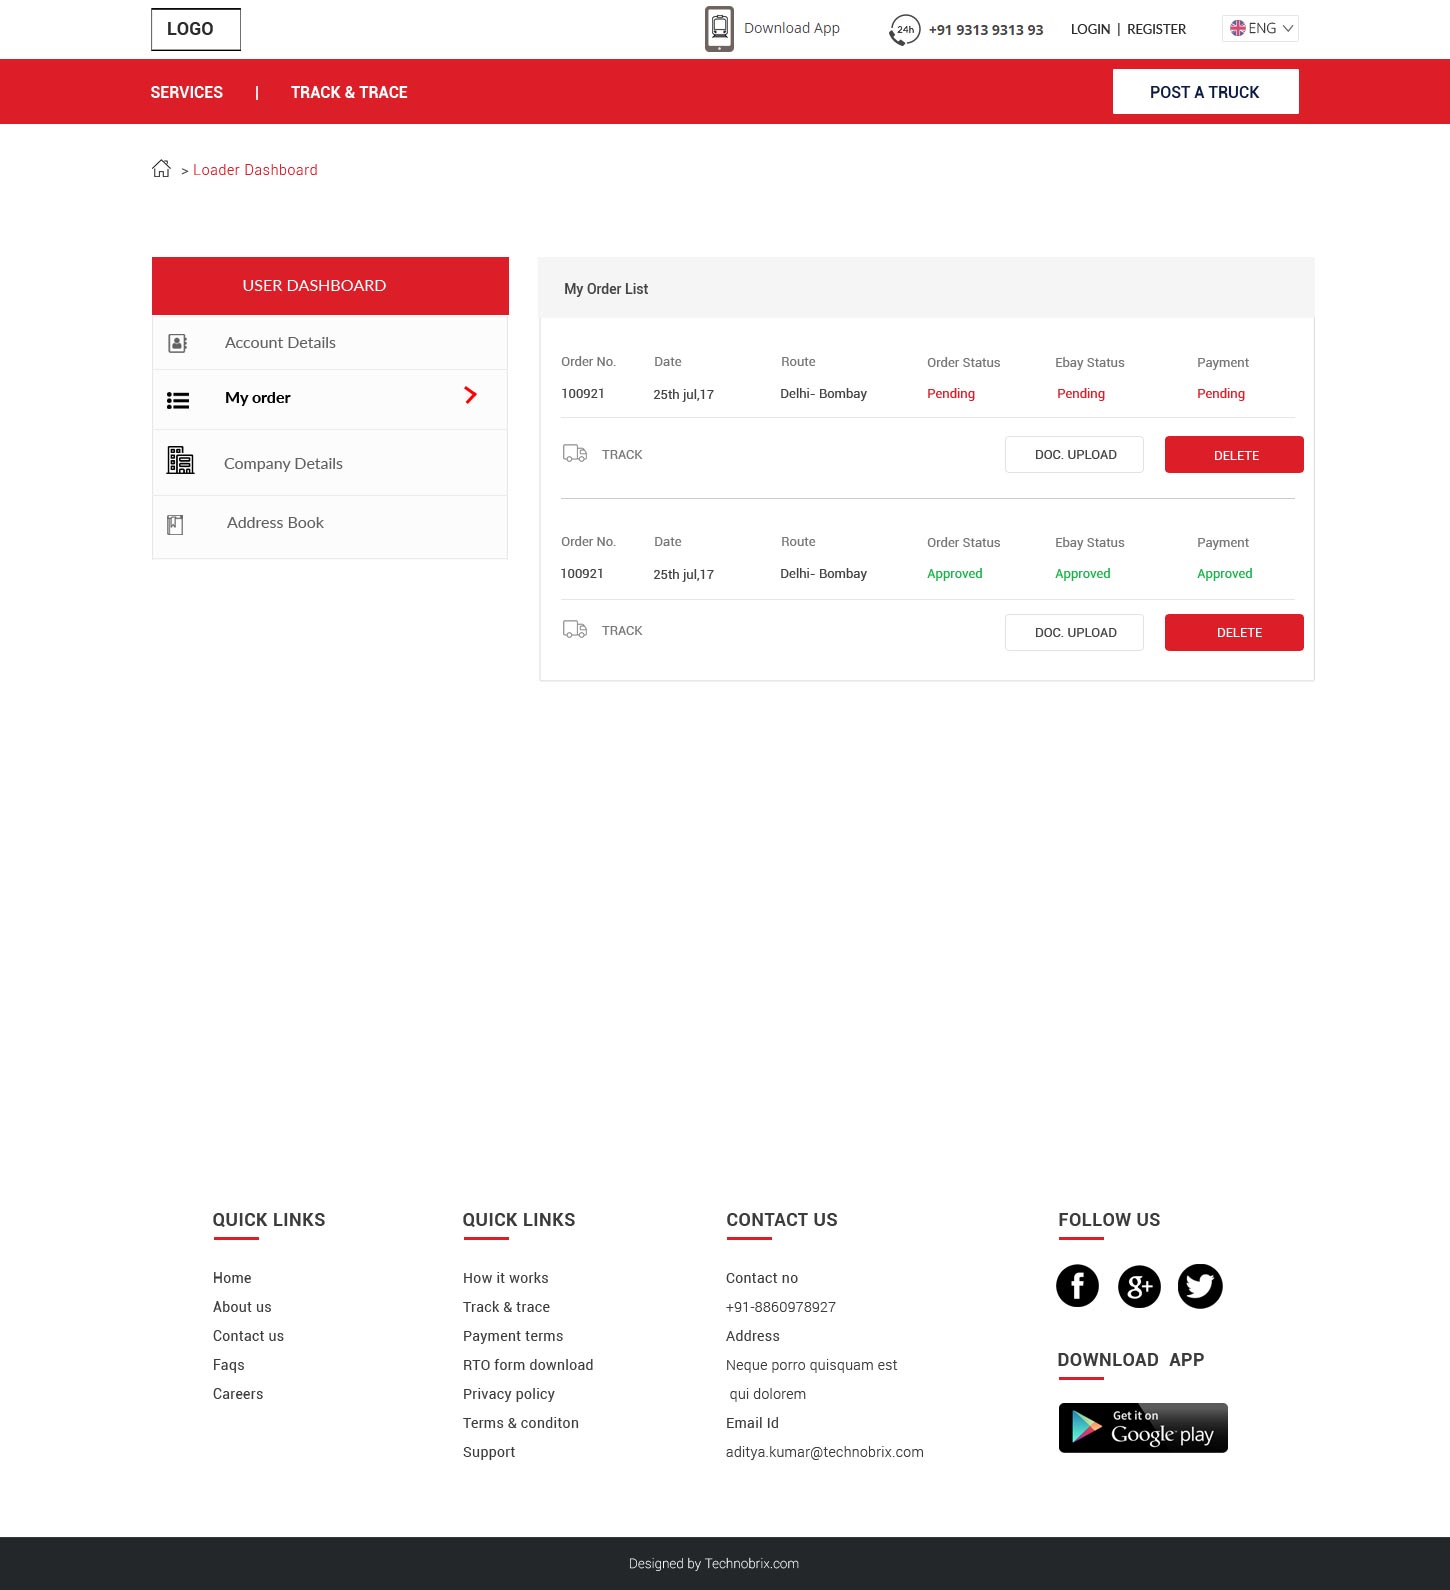 LOGO
Download App
24h
+91 9313 9313 93
LOGIN | REGISTER
ENG
SERVICES | TRACK & TRACE
POST A TRUCK
> Loader Dashboard
USER DASHBOARD
Account Details
My order
Company Details
Address Book
My Order List
Order No. Date Route Order Status Ebay Status Payment
100921 25th jul,17 Delhi- Bombay Pending Pending Pending
TRACK DOC. UPLOAD DELETE
Order No. Date Route Order Status Ebay Status Payment
100921 25th jul,17 Delhi- Bombay Approved Approved Approved
TRACK DOC. UPLOAD DELETE
QUICK LINKS
Home
About us
Contact us
Faqs
Careers
QUICK LINKS
How it works
Track & trace
Payment terms
RTO form download
Privacy policy
Terms & conditon
Support
CONTACT US
Contact no
+91-8860978927
Address
Neque porro quisquam est
qui dolorem
Email Id
aditya.kumar@technobrix.com
FOLLOW US
f g+
DOWNLOAD APP
Get it on
Google play
Designed by Technobrix.com